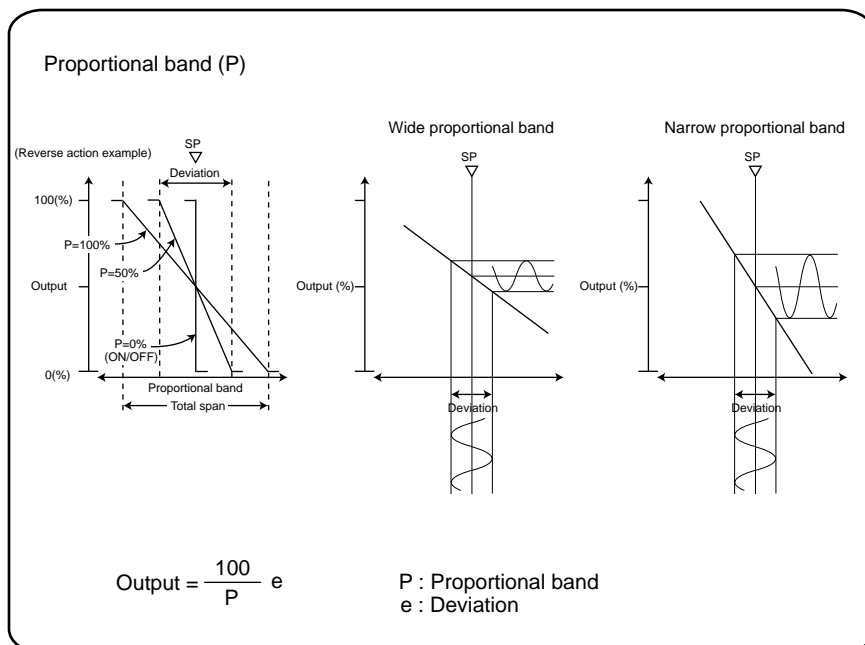 Proportional band (P)
(Reverse action example)
SP
Deviation
100(%)
P=100%
P=50%
Output
P=0%
(ON/OFF)
0(%)
Proportional band
Total span
Wide proportional band
SP
Output (%)
Deviation
Narrow proportional band
SP
Output (%)
Deviation
Output = 100
P
e
P : Proportional band
e : Deviation